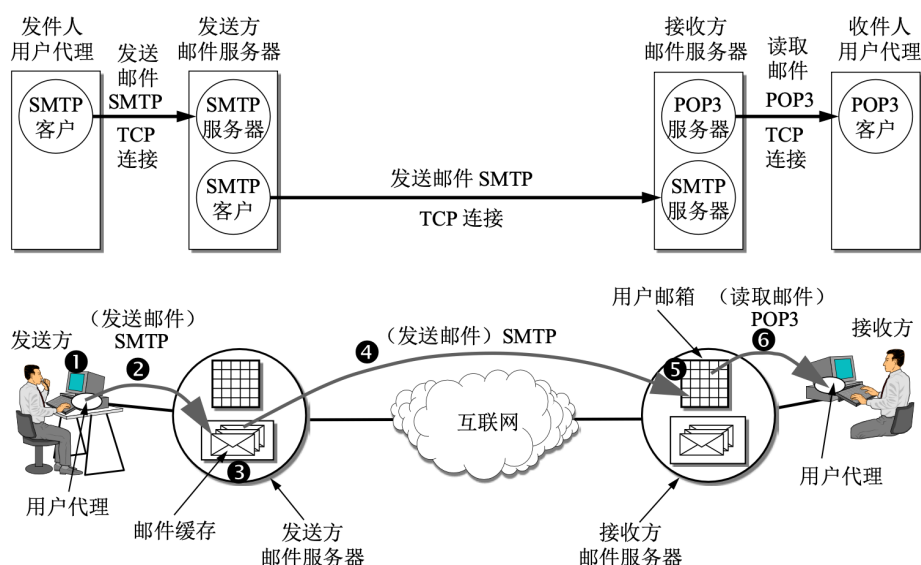 发件人
用户代理
发送
邮件
SMTP
TCP
连接
发送方
邮件服务器
接收方
邮件服务器
读取
邮件
POP3
TCP
连接
收件人
用户代理
SMTP
客户
SMTP
服务器
SMTP
客户
POP3
服务器
SMTP
服务器
POP3
客户
发送邮件 SMTP
TCP 连接
发送方
（发送邮件）
SMTP
（发送邮件）SMTP
用户邮箱
（读取邮件）
POP3
接收方
❶
❷
❸
❹
❺
❻
互联网
用户代理
邮件缓存
发送方
邮件服务器
接收方
邮件服务器
用户代理